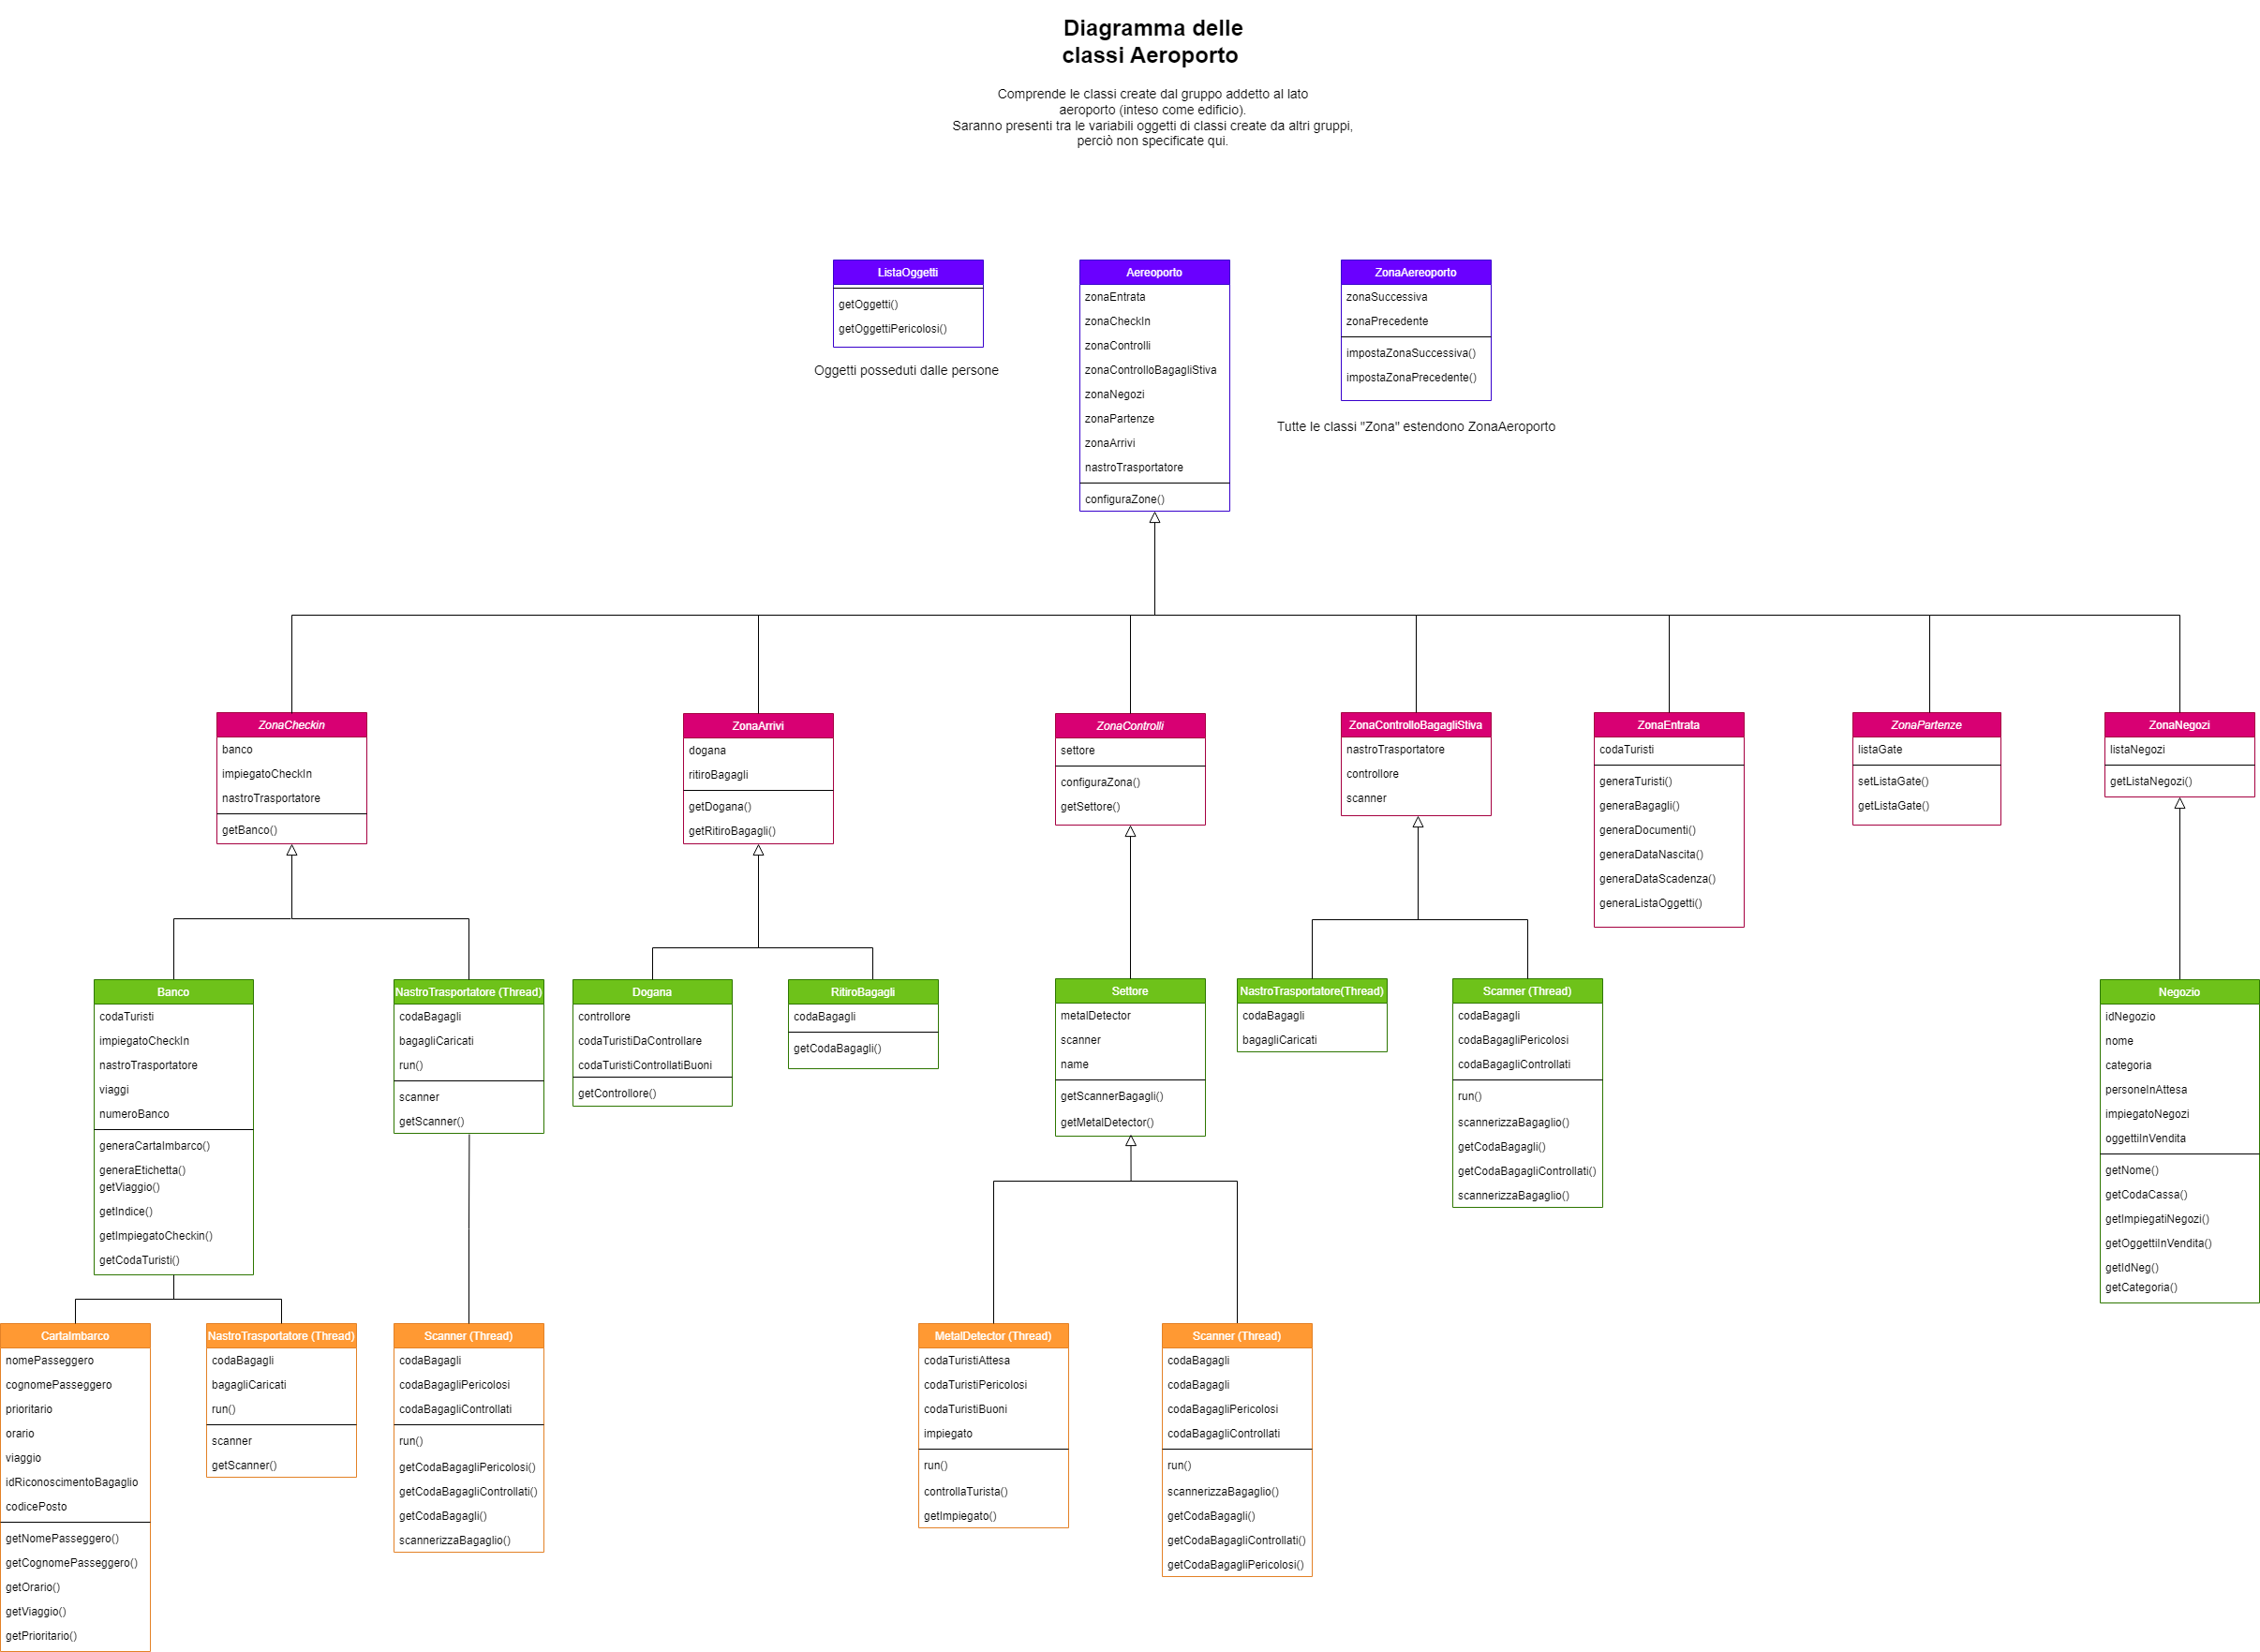 Diagramma delle
classi Aeroporto
Comprende le classi create dal gruppo addetto al lato
aeroporto (inteso come edificio).
Saranno presenti tra le variabili oggetti di classi create da altri gruppi,
perciò non specificate qui.
ListaOggetti
getOggetti()
getOggettiPericolosi()
Oggetti posseduti dalle persone
Aereoporto
zonaEntrata
zonaCheckIn
zonaControlli
zonaControlloBagagliStiva
zonaNegozi
zonaPartenze
zonaArrivi
nastroTrasportatore
configuraZone()
ZonaAereoporto
zonaSuccessiva
zonaPrecedente
impostaZonaSuccessiva()
impostaZonaPrecedente()
Tutte le classi "Zona" estendono ZonaAeroporto
ZonaCheckin
banco
impiegatoCheckIn
nastroTrasportatore
getBanco()
ZonaArrivi
dogana
ritiroBagagli
getDogana()
getRitiroBagagli()
ZonaControlli
settore
configuraZona()
getSettore()
ZonaControlloBagagliStiva
nastroTrasportatore
controllore
scanner
ZonaEntrata
codaTuristi
generaTuristi()
generaBagagli()
generaDocumenti()
generaDataNascita()
generaDataScadenza()
generaListaOggetti()
ZonaPartenze
listaGate
setListaGate()
getListaGate()
ZonaNegozi
listaNegozi
getListaNegozi()
Banco
codaTuristi
impiegatoCheckIn
nastroTrasportatore
viaggi
numeroBanco
generaCartaImbarco()
generaEtichetta()
getViaggio()
getIndice()
getImpiegatoCheckin()
getCodaTuristi()
NastroTrasportatore (Thread)
codaBagagli
bagagliCaricati
run()
scanner
getScanner()
Dogana
controllore
codaTuristiDaControllare
codaTuristiControllatiBuoni
getControllore()
RitiroBagagli
codaBagagli
getCodaBagagli()
Settore
metalDetector
scanner
name
getScannerBagagli()
getMetalDetector()
NastroTrasportatore(Thread)
codaBagagli
bagagliCaricati
Scanner (Thread)
codaBagagli
codaBagagliPericolosi
codaBagagliControllati
run()
scannerizzaBagaglio()
getCodaBagagli()
getCodaBagagliControllati()
scannerizzaBagaglio()
Negozio
idNegozio
nome
categoria
personeInAttesa
impiegatoNegozi
oggettiInVendita
getNome()
getCodaCassa()
getImpiegatiNegozi()
getOggettiInVendita()
getIdNeg()
getCategoria()
CartaImbarco
nomePasseggero
cognomePasseggero
prioritario
orario
viaggio
idRiconoscimentoBagaglio
codicePosto
getNomePasseggero()
getCognomePasseggero()
getOrario()
getViaggio()
getPrioritario()
NastroTrasportatore (Thread)
codaBagagli
bagagliCaricati
run()
scanner
getScanner()
Scanner (Thread)
codaBagagli
codaBagagliPericolosi
codaBagagliControllati
run()
getCodaBagagliPericolosi()
getCodaBagagliControllati()
getCodaBagagli()
scannerizzaBagaglio()
MetalDetector (Thread)
codaTuristiAttesa
codaTuristiPericolosi
codaTuristiBuoni
impiegato
run()
controllaTurista()
getImpiegato()
Scanner (Thread)
codaBagagli
codaBagagli
codaBagagliPericolosi
codaBagagliControllati
run()
scannerizzaBagaglio()
getCodaBagagli()
getCodaBagagliControllati()
getCodaBagagliPericolosi()